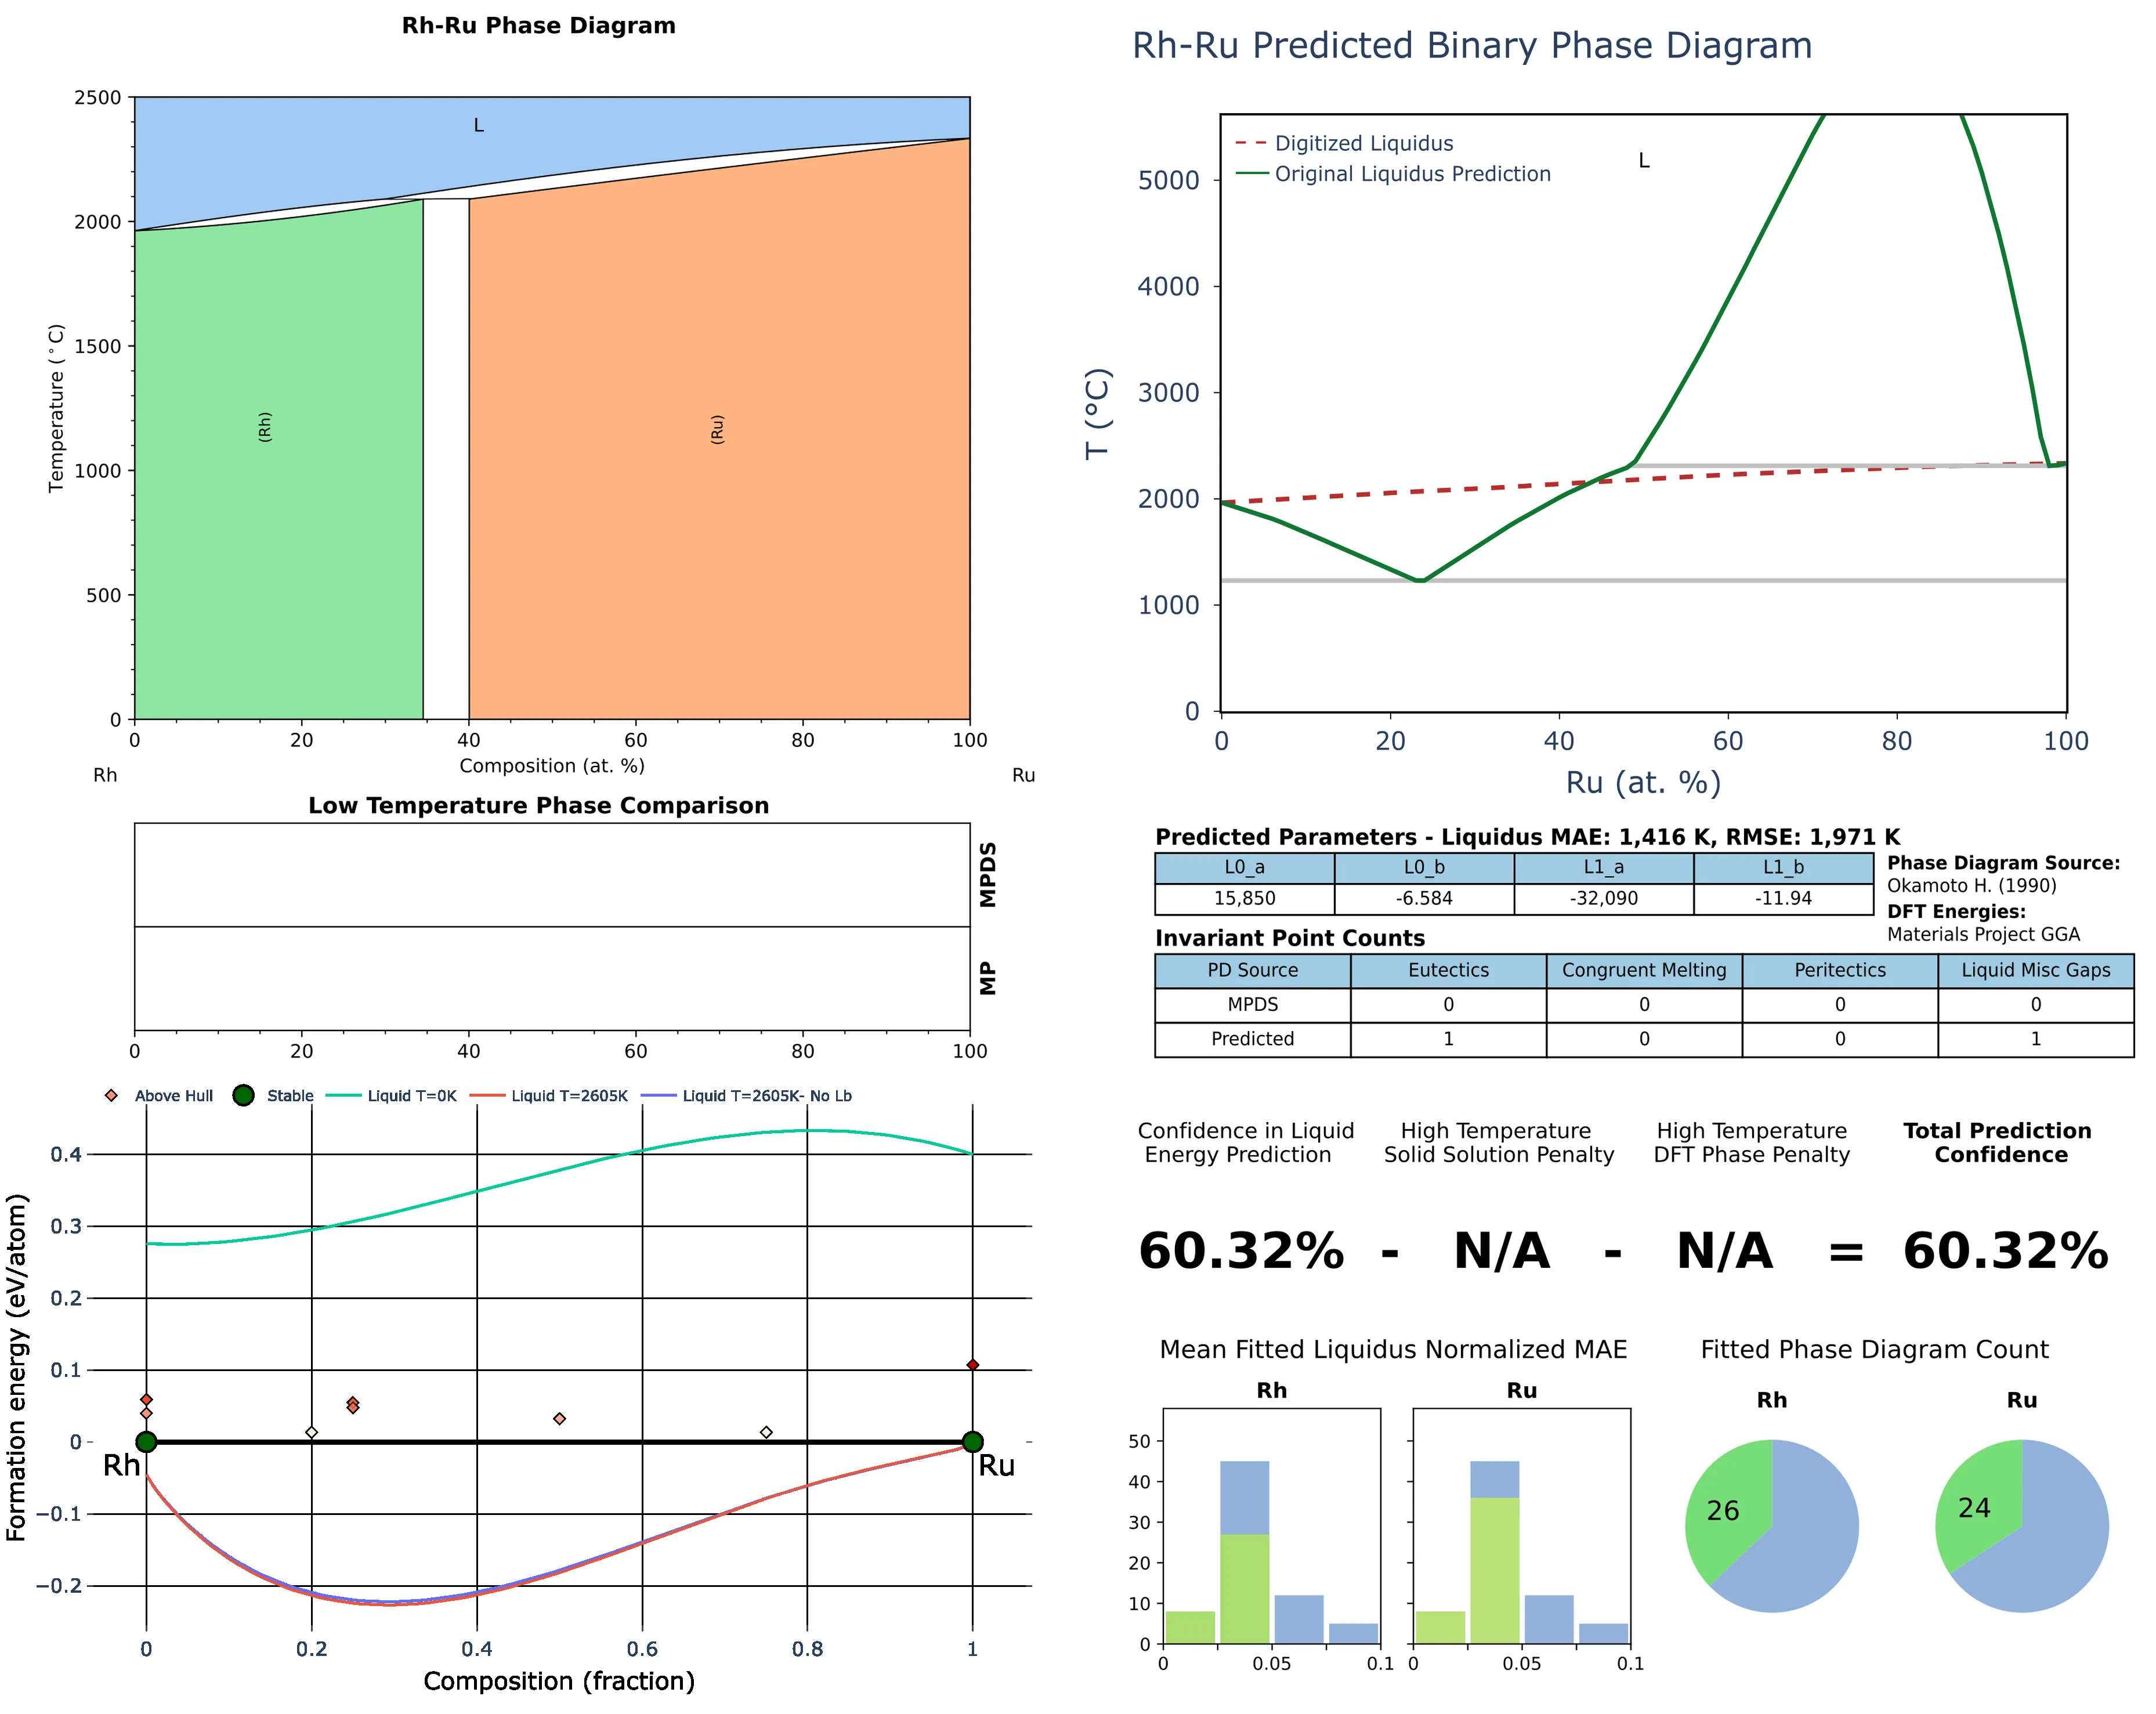 Rh-Ru Phase Diagram
2500
2000
1500
1000
500
0
Temperature (°C)
L
(Rh)
(Ru)
0 20 40 60 80 100
Composition (at. %)
Rh Ru
Low Temperature Phase Comparison
MPDS
MP
0 20 40 60 80 100
Rh-Ru Predicted Binary Phase Diagram
Digitized Liquidus
Original Liquidus Prediction
L
5000
4000
3000
2000
1000
0
T (°C)
0 20 40 60 80 100
Ru (at. %)
Predicted Parameters - Liquidus MAE: 1,416 K, RMSE: 1,971 K
L0_a L0_b L1_a L1_b
15,850 -6.584 -32,090 -11.94
Phase Diagram Source:
Okamoto H. (1990)
DFT Energies:
Materials Project GGA
Invariant Point Counts
PD Source Eutectics Congruent Melting Peritectics Liquid Misc Gaps
MPDS 0 0 0 0
Predicted 1 0 0 1
Above Hull Stable Liquid T=0K Liquid T=2605K Liquid T=2605K- No Lb
0.4
0.3
0.2
0.1
0
−0.1
−0.2
Formation energy (eV/atom)
Rh Ru
0 0.2 0.4 0.6 0.8 1
Composition (fraction)
Confidence in Liquid
Energy Prediction
High Temperature
Solid Solution Penalty
High Temperature
DFT Phase Penalty
Total Prediction
Confidence
60.32% - N/A - N/A = 60.32%
Mean Fitted Liquidus Normalized MAE
Rh Ru
50
40
30
20
10
0
0 0.05 0.1
0 0.05 0.1
Fitted Phase Diagram Count
Rh Ru
26 24